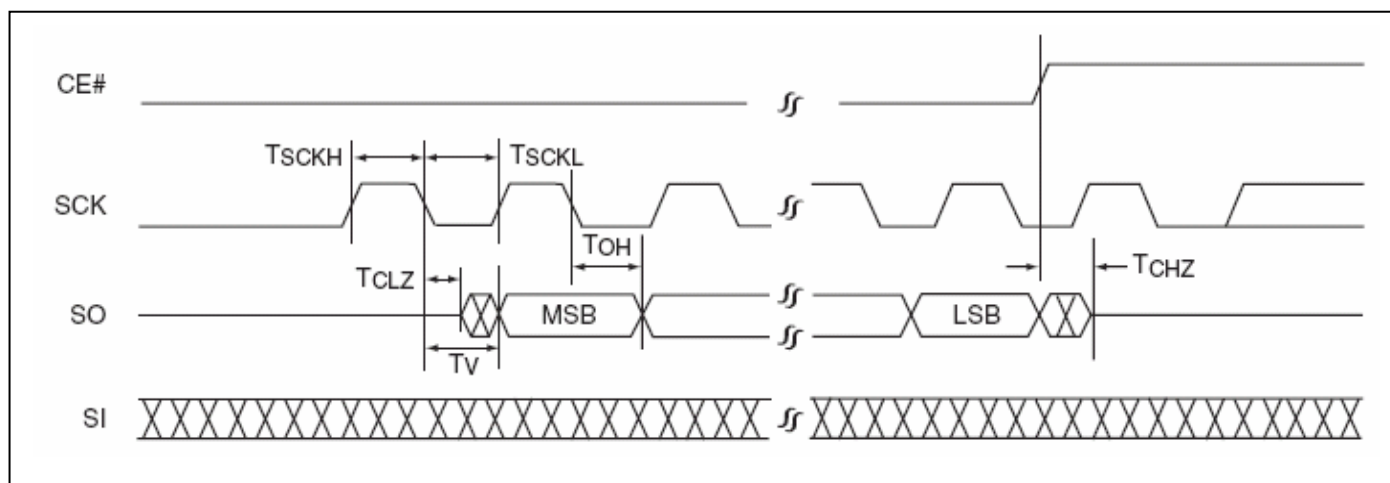 CE#
TSCKH
TSCKL
SCK
TOH
TCLZ
TCHZ
SO
MSB
LSB
TV
SI